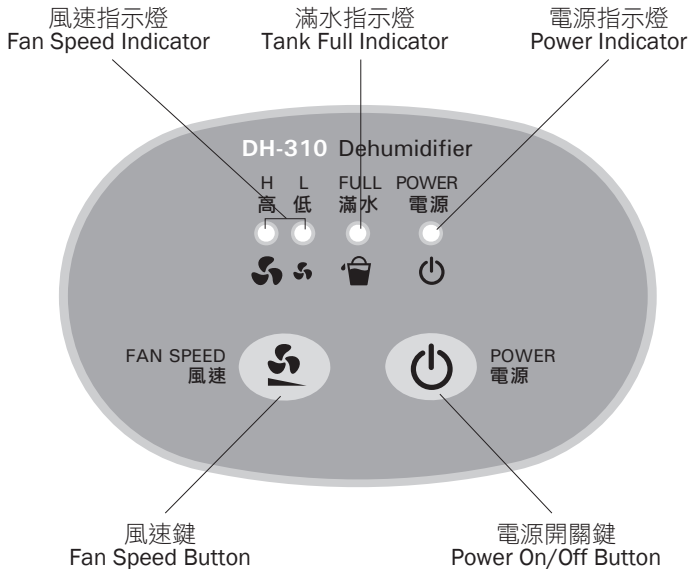 風速指示燈
Fan Speed Indicator
滿水指示燈
Tank Full Indicator
電源指示燈
Power Indicator
DH-310 Dehumidifier
H L FULL POWER
高 低 滿水 電源
FAN SPEED
風速
POWER
電源
風速鍵
Fan Speed Button
電源開關鍵
Power On/Off Button